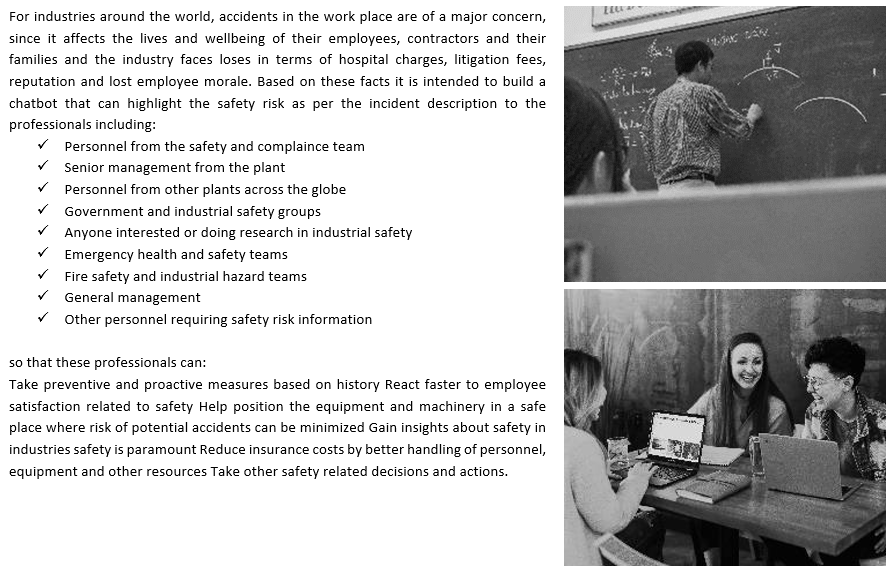 For industries around the world, accidents in the work place are of a major concern,
since it affects the lives and wellbeing of their employees, contractors and their
families and the industry faces loses in terms of hospital charges, litigation fees,
reputation and lost employee morale. Based on these facts it is intended to build a
chatbot that can highlight the safety risk as per the incident description to the
professionals including:
✓ Personnel from the safety and complaince team
✓ Senior management from the plant
✓ Personnel from other plants across the globe
✓ Government and industrial safety groups
✓ Anyone interested or doing research in industrial safety
✓ Emergency health and safety teams
✓ Fire safety and industrial hazard teams
✓ General management
✓ Other personnel requiring safety risk information
so that these professionals can:
Take preventive and proactive measures based on history React faster to employee
satisfaction related to safety Help position the equipment and machinery in a safe
place where risk of potential accidents can be minimized Gain insights about safety in
industries safety is paramount Reduce insurance costs by better handling of personnel,
equipment and other resources Take other safety related decisions and actions.